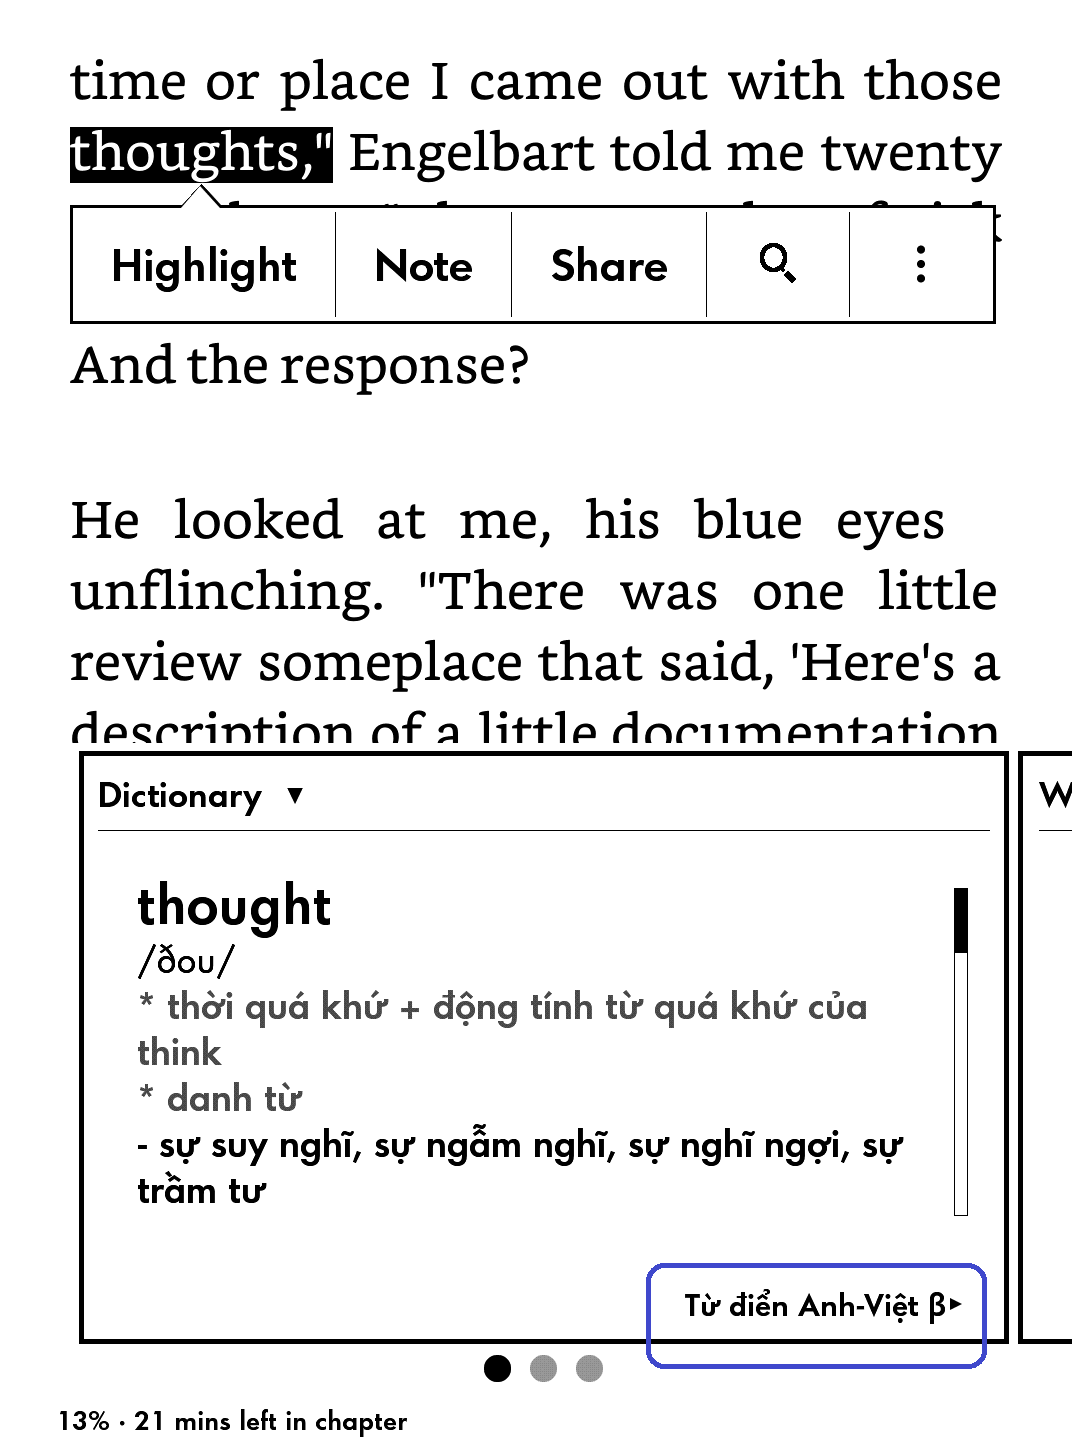 time or place I came out with those
thoughts," Engelbart told me twenty
Highlight Note Share
And the response?
He looked at me, his blue eyes
unflinching. "There was one little
review someplace that said, 'Here's a
description of a little documentation
Dictionary ▼
thought
/ðou/
* thời quá khứ + động tính từ quá khứ của
think
* danh từ
- sự suy nghĩ, sự ngẫm nghĩ, sự nghĩ ngợi, sự
trầm tư
Từ điển Anh-Việt β▸
13% · 21 mins left in chapter